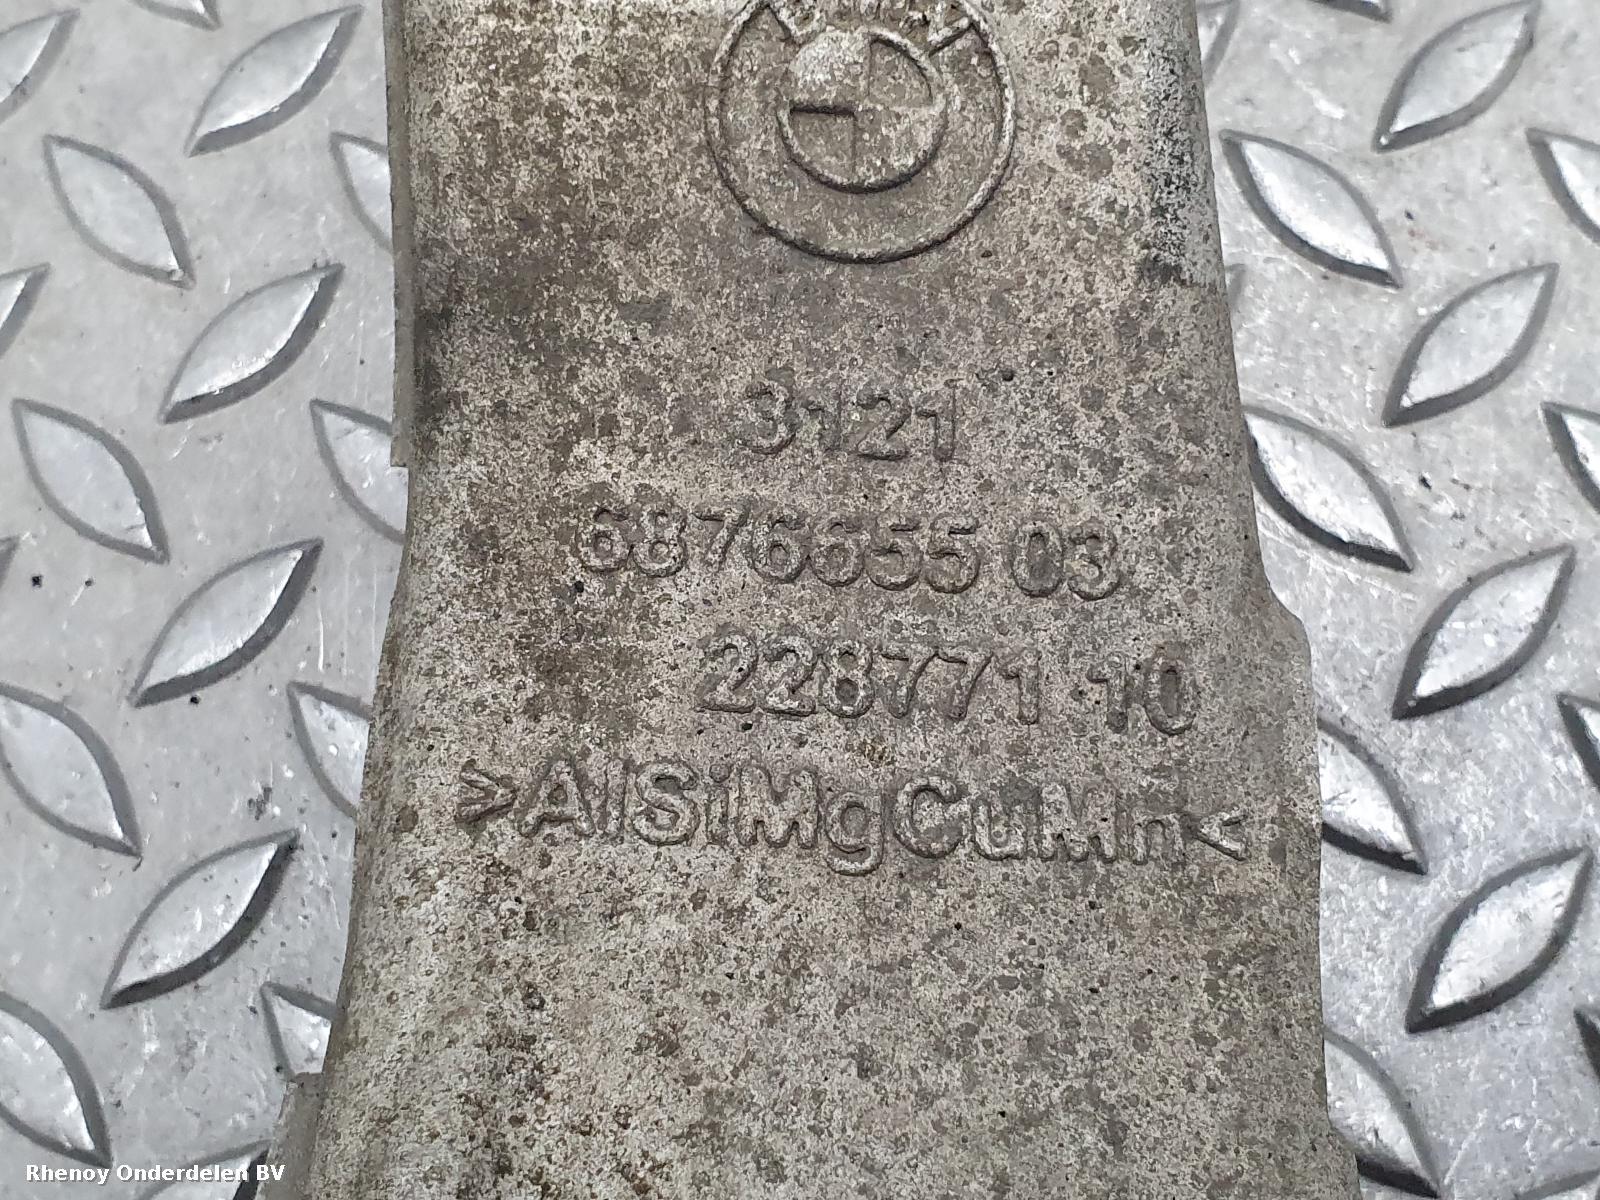 3121
6876655 03
228771 10
>AlSiMgCuMn<
Rhenoy Onderdelen BV